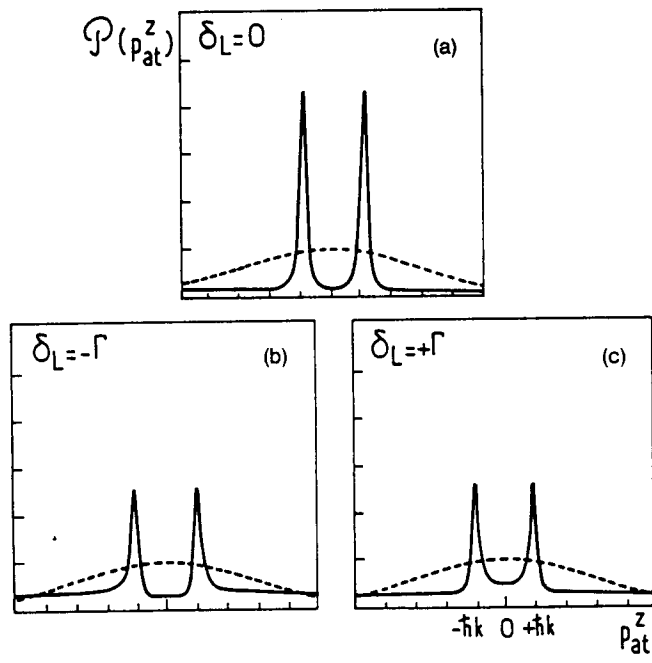 𝒫(p_at^z) δ_L=0 (a)
δ_L=-Γ (b)
δ_L=+Γ (c)
-ħk 0 +ħk p_at^z